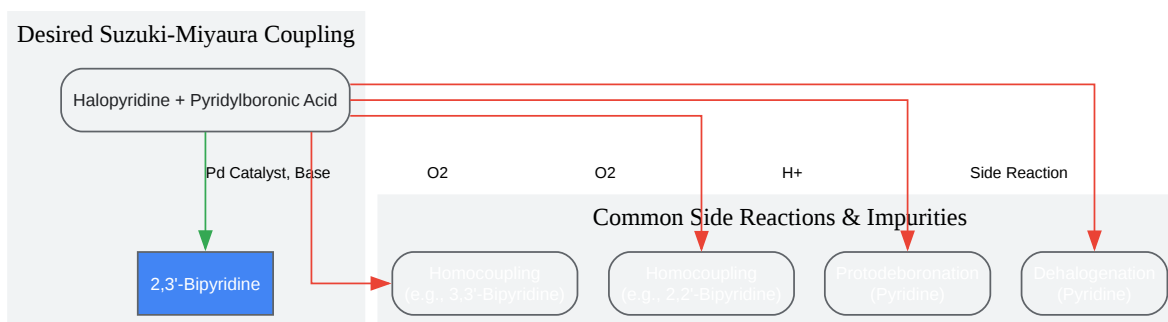 Desired Suzuki-Miyaura Coupling
Halopyridine + Pyridylboronic Acid
Pd Catalyst, Base
O2
O2
H+
Side Reaction
Common Side Reactions & Impurities
2,3'-Bipyridine
Homocoupling
(e.g., 3,3'-Bipyridine)
Homocoupling
(e.g., 2,2'-Bipyridine)
Protodeboronation
(Pyridine)
Dehalogenation
(Pyridine)